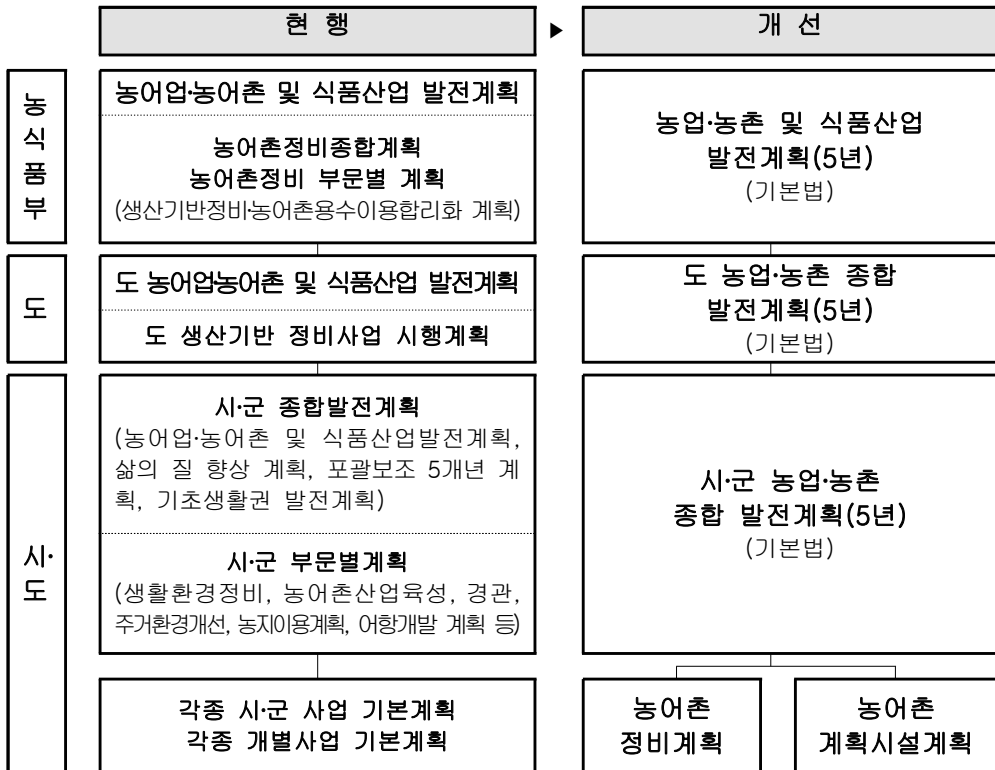 현 행
▶
개 선
농
식
품
부
농어업·농어촌 및 식품산업 발전계획
농어촌정비종합계획
농어촌정비 부문별 계획
(생산기반정비·농어촌용수이용합리화 계획)
농업·농촌 및 식품산업
발전계획(5년)
(기본법)
도
도 농어업농어촌 및 식품산업 발전계획
도 생산기반 정비사업 시행계획
도 농업·농촌 종합
발전계획(5년)
(기본법)
시·
도
시·군 종합발전계획
(농어업·농어촌 및 식품산업발전계획,
삶의 질 향상 계획, 포괄보조 5개년 계
획, 기초생활권 발전계획)
시·군 부문별계획
(생활환경정비, 농어촌산업육성, 경관,
주거환경개선, 농지이용계획, 어항개발 계획 등)
시·군 농업·농촌
종합 발전계획(5년)
(기본법)
각종 시·군 사업 기본계획
각종 개별사업 기본계획
농어촌
정비계획
농어촌
계획시설계획